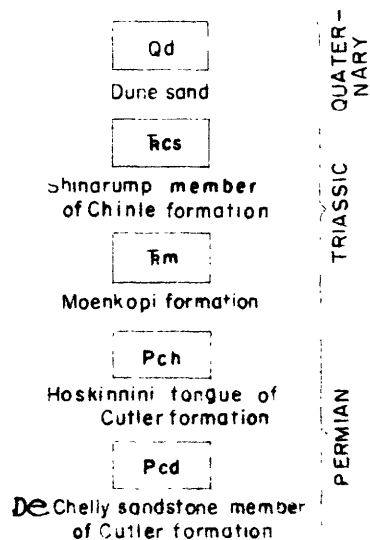 Qd
Dune sand
QUATER-
NARY
T̄cs
Shinarump member
of Chinle formation
T̄m
Moenkopi formation
TRIASSIC
Pch
Hoskinnini tongue of
Cutler formation
Pcd
De Chelly sandstone member
of Cutler formation
PERMIAN